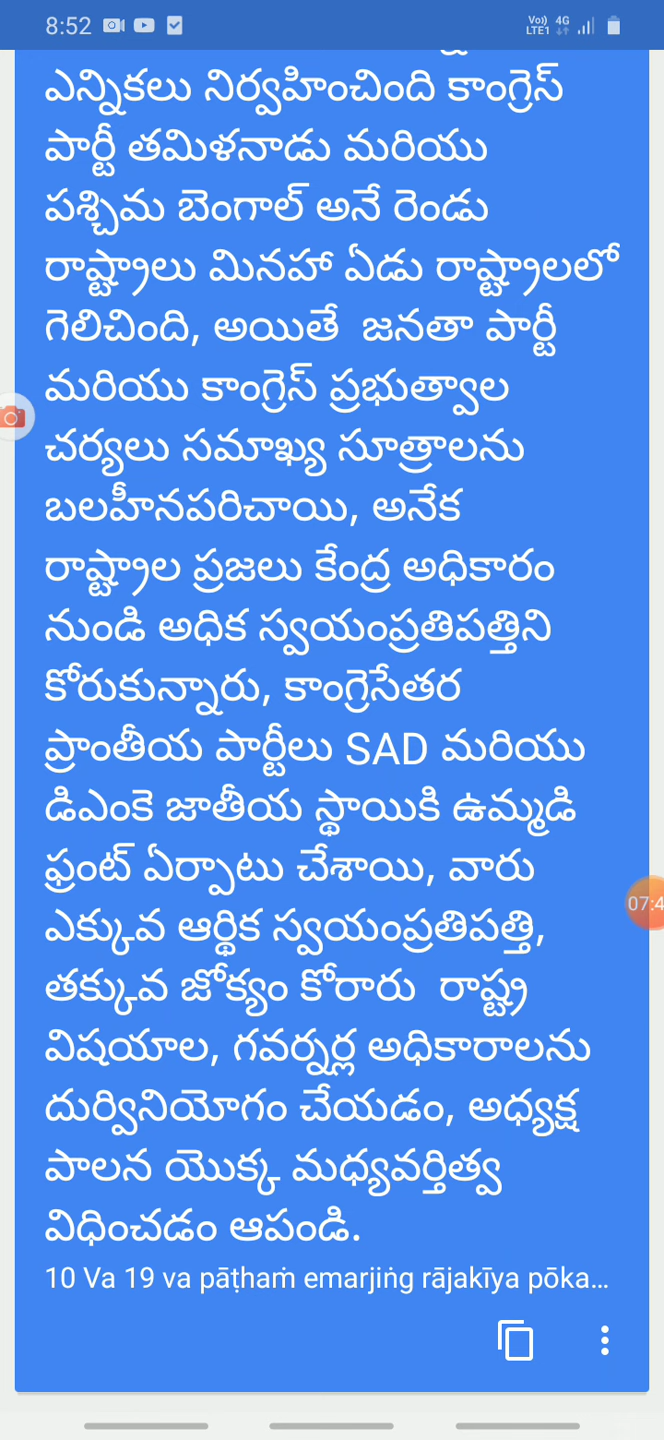 8:52
Vo) 4G
LTE1
ఎన్నికలు నిర్వహించింది కాంగ్రెస్
పార్టీ తమిళనాడు మరియు
పశ్చిమ బెంగాల్ అనే రెండు
రాష్ట్రాలు మినహా ఏడు రాష్ట్రాలలో
గెలిచింది, అయితే  జనతా పార్టీ
మరియు కాంగ్రెస్ ప్రభుత్వాల
చర్యలు సమాఖ్య సూత్రాలను
బలహీనపరిచాయి, అనేక
రాష్ట్రాల ప్రజలు కేంద్ర అధికారం
నుండి అధిక స్వయంప్రతిపత్తిని
కోరుకున్నారు, కాంగ్రెసేతర
ప్రాంతీయ పార్టీలు SAD మరియు
డిఎంకె జాతీయ స్థాయికి ఉమ్మడి
ఫ్రంట్ ఏర్పాటు చేశాయి, వారు
07:4
ఎక్కువ ఆర్థిక స్వయంప్రతిపత్తి,
తక్కువ జోక్యం కోరారు  రాష్ట్ర
విషయాల, గవర్నర్ల అధికారాలను
దుర్వినియోగం చేయడం, అధ్యక్ష
పాలన యొక్క మధ్యవర్తిత్వ
విధించడం ఆపండి.
10 Va 19 va pāṭhaṁ emarjiṅg rājakīya pōka...